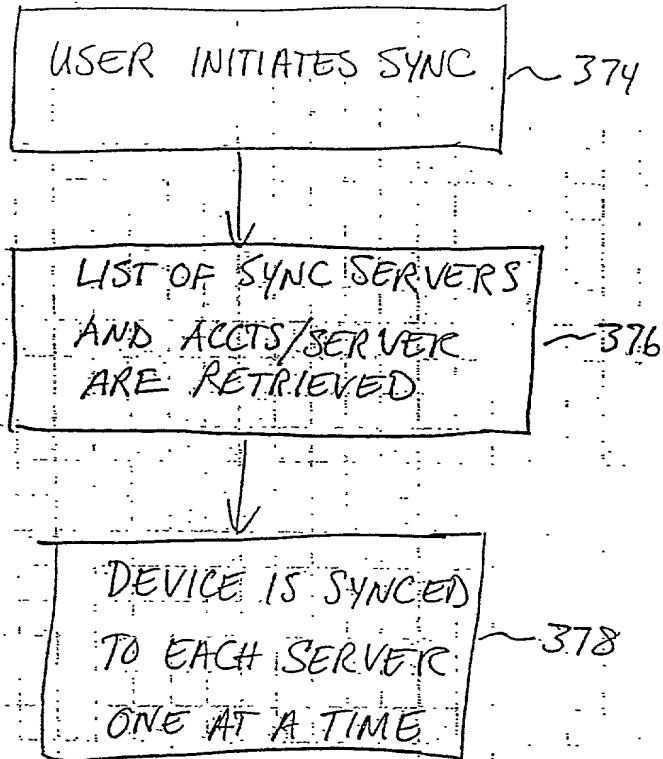 USER INITIATES SYNC
374
LIST OF SYNC SERVERS
AND ACCTS/SERVER
ARE RETRIEVED
376
DEVICE IS SYNCED
TO EACH SERVER
ONE AT A TIME
378